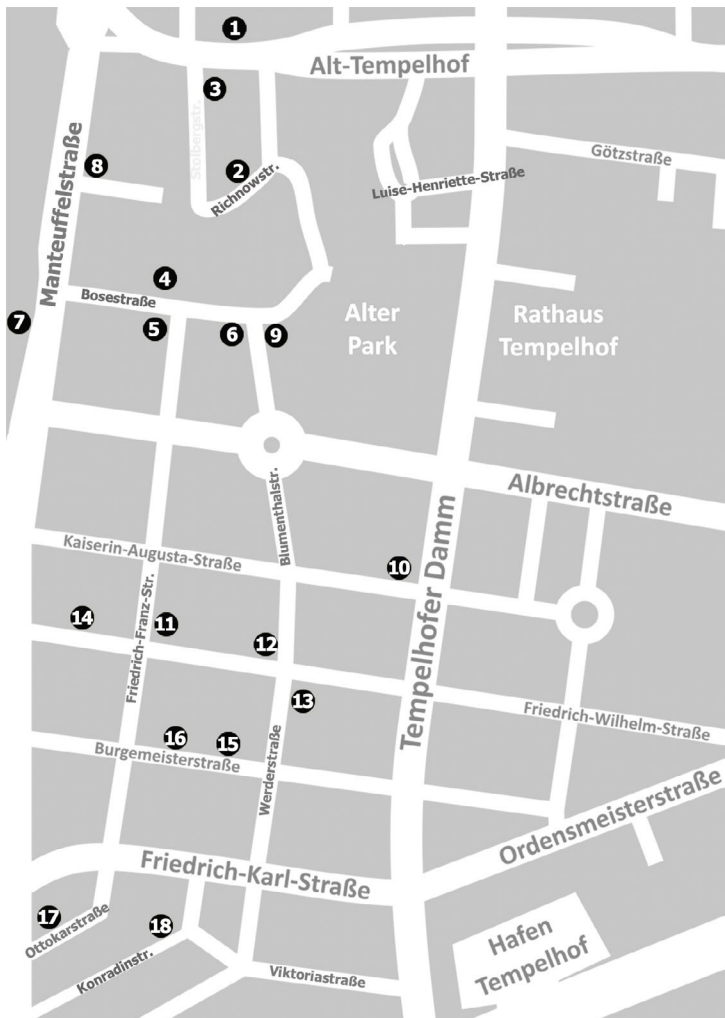 1
Alt-Tempelhof
3
Stolbergstr.
Manteuffelstraße
8
2
Richnowstr.
Götzstraße
Luise-Henriette-Straße
4
Bosestraße
7
5
6
9
Alter
Park
Rathaus
Tempelhof
Albrechtstraße
Blumenthalstr.
Kaiserin-Augusta-Straße
10
Tempelhofer Damm
14
11
12
Friedrich-Franz-Str.
13
Friedrich-Wilhelm-Straße
16
15
Burgemeisterstraße
Werderstraße
Ordensmeisterstraße
Friedrich-Karl-Straße
17
Ottokarstraße
18
Konradinstr.
Viktoriastraße
Hafen
Tempelhof